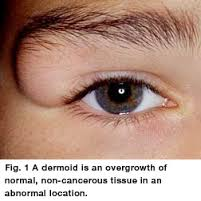 Fig. 1 A dermoid is an overgrowth of
normal, non-cancerous tissue in an
abnormal location.